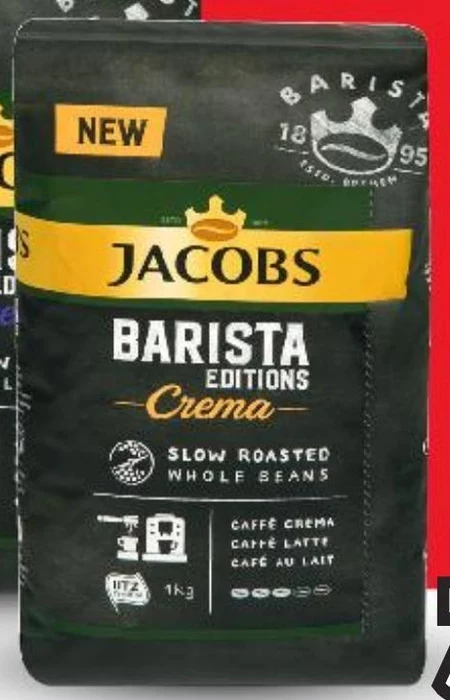 NEW
BARISTA
18 95
ESTD. BREMEN
JACOBS
BARISTA
EDITIONS
Crema
SLOW ROASTED
WHOLE BEANS
CAFFÈ CREMA
CAFFÈ LATTE
CAFÉ AU LAIT
UTZ
1kg